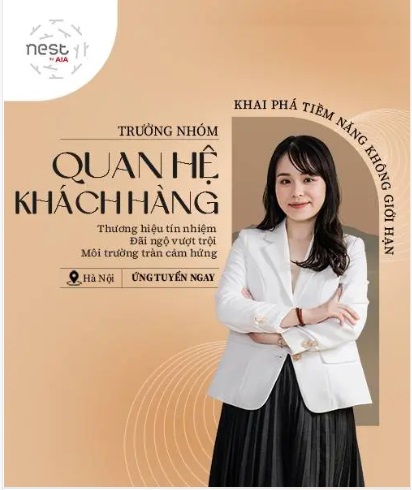 nest
by AIA
KHAI PHÁ TIỀM NĂNG KHÔNG GIỚI HẠN
TRƯỞNG NHÓM
QUAN HỆ
KHÁCH HÀNG
Thương hiệu tín nhiệm
Đãi ngộ vượt trội
Môi trường tràn cảm hứng
Hà Nội ỨNG TUYỂN NGAY